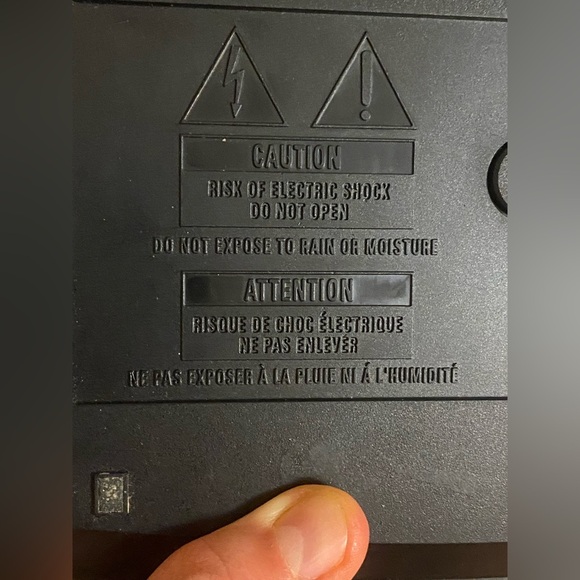 CAUTION
RISK OF ELECTRIC SHOCK
DO NOT OPEN
DO NOT EXPOSE TO RAIN OR MOISTURE
ATTENTION
RISQUE DE CHOC ÉLECTRIQUE
NE PAS ENLEVÉR
NE PAS EXPOSER À LA PLUIE NI Á L'HUMIDITÉ